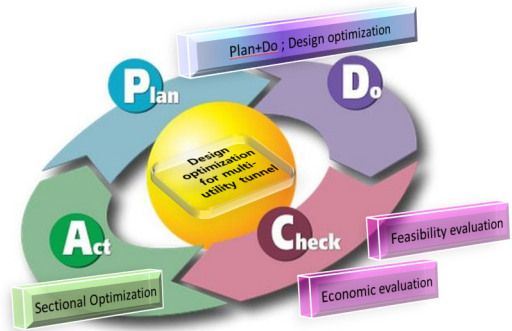 Plan+Do ; Design optimization
Plan
Do
Design
optimization
for multi-
utility tunnel
Act
Check
Feasibility evaluation
Economic evaluation
Sectional Optimization